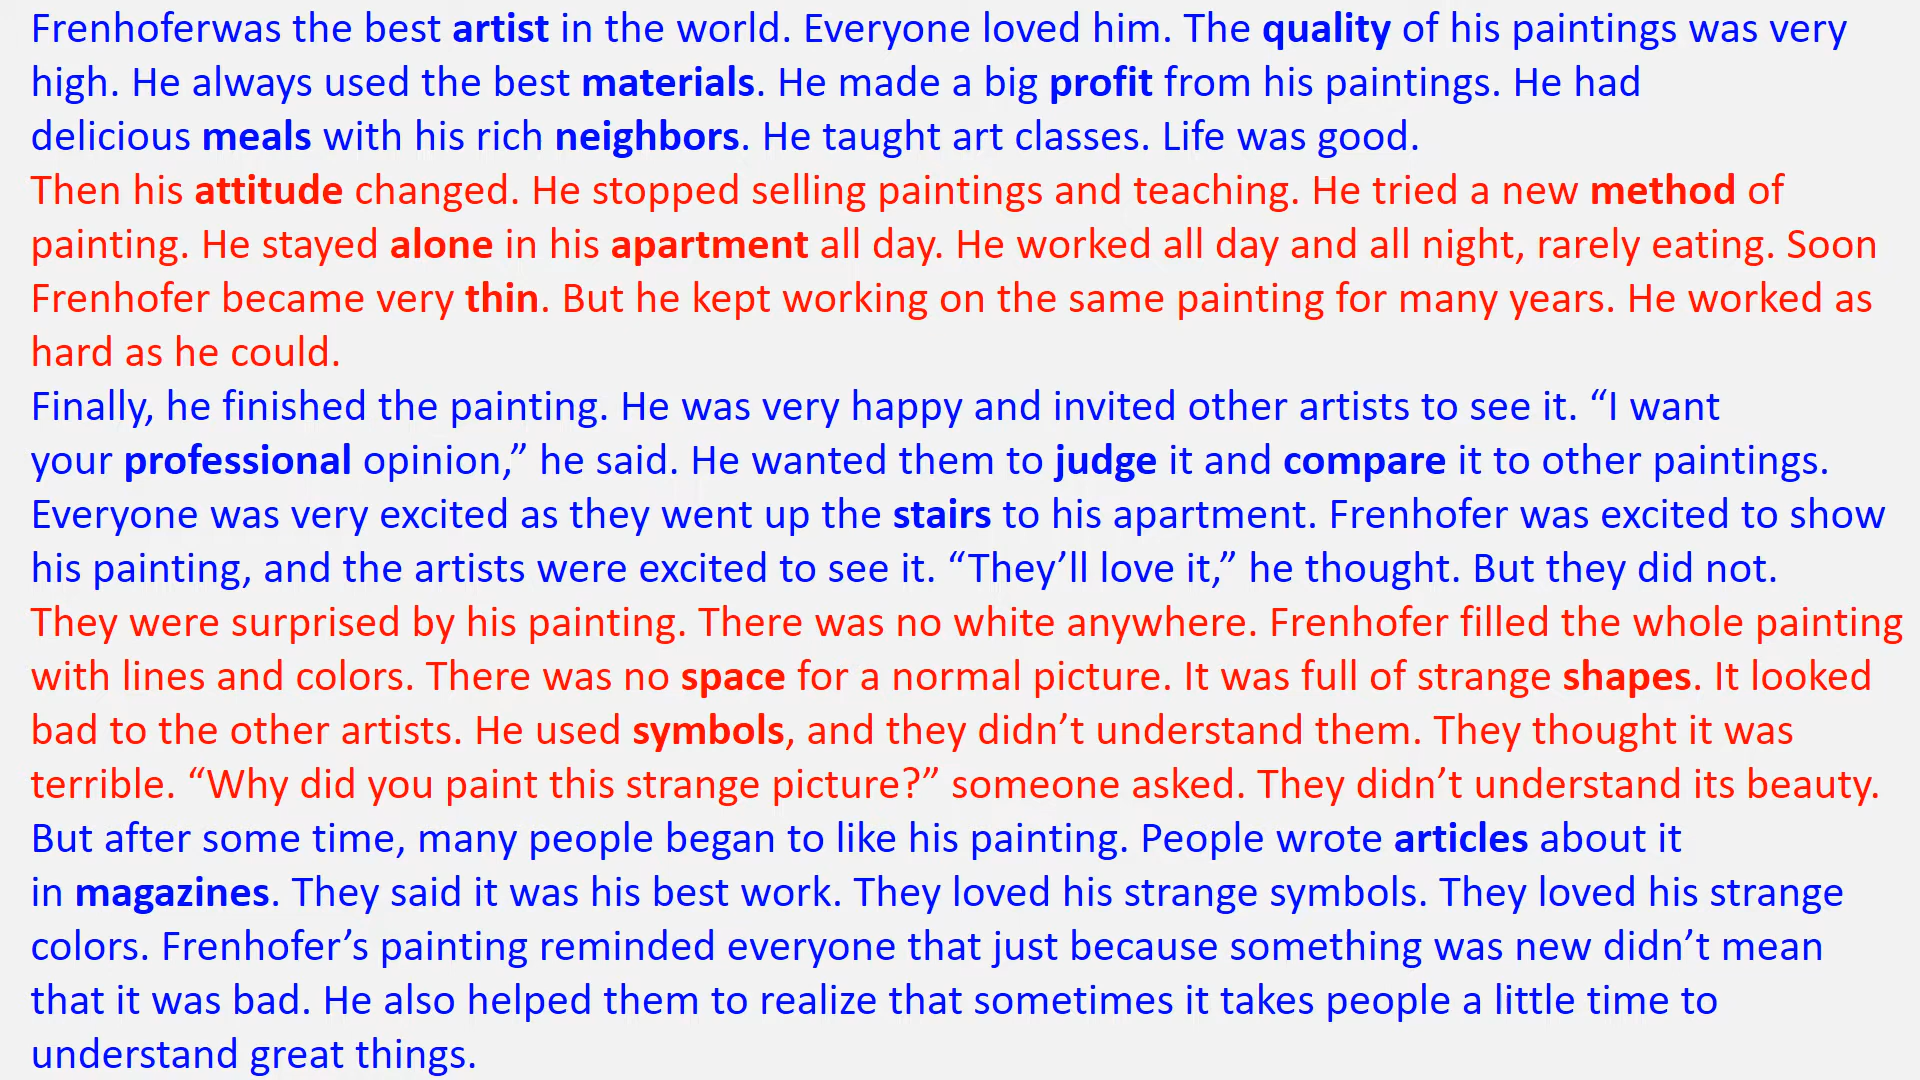 Frenhoferwas the best artist in the world. Everyone loved him. The quality of his paintings was very
high. He always used the best materials. He made a big profit from his paintings. He had
delicious meals with his rich neighbors. He taught art classes. Life was good.
Then his attitude changed. He stopped selling paintings and teaching. He tried a new method of
painting. He stayed alone in his apartment all day. He worked all day and all night, rarely eating. Soon
Frenhofer became very thin. But he kept working on the same painting for many years. He worked as
hard as he could.
Finally, he finished the painting. He was very happy and invited other artists to see it. “I want
your professional opinion,” he said. He wanted them to judge it and compare it to other paintings.
Everyone was very excited as they went up the stairs to his apartment. Frenhofer was excited to show
his painting, and the artists were excited to see it. “They’ll love it,” he thought. But they did not.
They were surprised by his painting. There was no white anywhere. Frenhofer filled the whole painting
with lines and colors. There was no space for a normal picture. It was full of strange shapes. It looked
bad to the other artists. He used symbols, and they didn’t understand them. They thought it was
terrible. “Why did you paint this strange picture?” someone asked. They didn’t understand its beauty.
But after some time, many people began to like his painting. People wrote articles about it
in magazines. They said it was his best work. They loved his strange symbols. They loved his strange
colors. Frenhofer’s painting reminded everyone that just because something was new didn’t mean
that it was bad. He also helped them to realize that sometimes it takes people a little time to
understand great things.